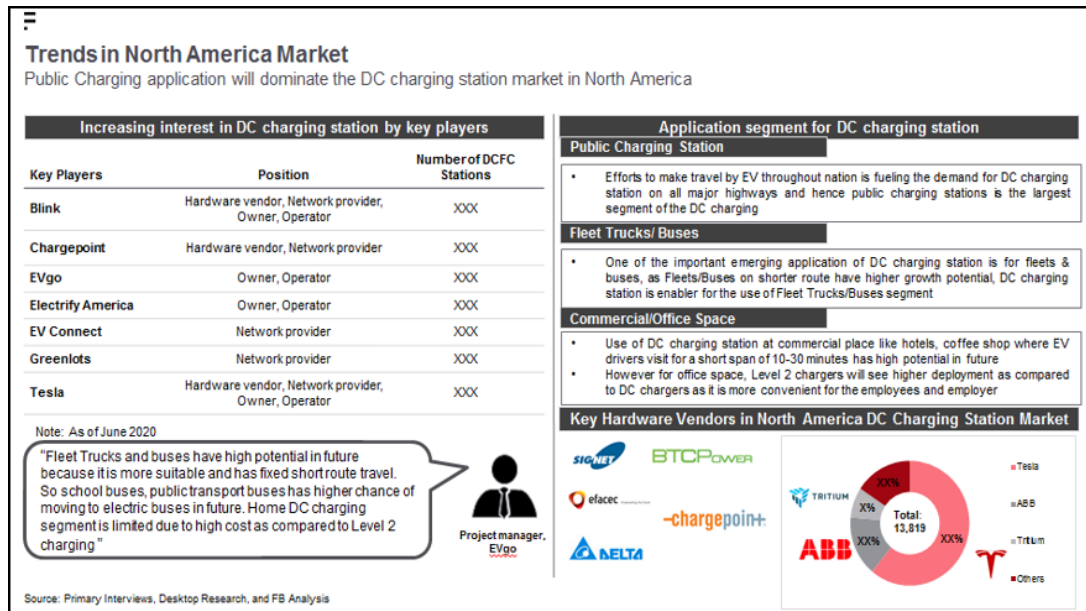 Trends in North America Market
Public Charging application will dominate the DC charging station market in North America
Increasing interest in DC charging station by key players
Key Players
Position
Number of DCFC
Stations
Blink
Hardware vendor, Network provider,
Owner, Operator
XXX
Chargepoint
Hardware vendor, Network provider
XXX
EVgo
Owner, Operator
XXX
Electrify America
Owner, Operator
XXX
EV Connect
Network provider
XXX
Greenlots
Network provider
XXX
Tesla
Hardware vendor, Network provider,
Owner, Operator
XXX
Note: As of June 2020
"Fleet Trucks and buses have high potential in future
because it is more suitable and has fixed short route travel.
So school buses, public transport buses has higher chance of
moving to electric buses in future. Home DC charging
segment is limited due to high cost as compared to Level 2
charging"
Project manager,
EVgo
Application segment for DC charging station
Public Charging Station
• Efforts to make travel by EV throughout nation is fueling the demand for DC charging
station on all major highways and hence public charging stations is the largest
segment of the DC charging
Fleet Trucks/ Buses
• One of the important emerging application of DC charging station is for fleets &
buses, as Fleets/Buses on shorter route have higher growth potential, DC charging
station is enabler for the use of Fleet Trucks/Buses segment
Commercial/Office Space
• Use of DC charging station at commercial place like hotels, coffee shop where EV
drivers visit for a short span of 10-30 minutes has high potential in future
• However for office space, Level 2 chargers will see higher deployment as compared
to DC chargers as it is more convenient for the employees and employer
Key Hardware Vendors in North America DC Charging Station Market
SIGNET
BTCPOWER
efacec
-chargepoin+.
DELTA
TRITIUM
ABB
XX%
X%
XX%
XX%
Total:
13,819
Tesla
ABB
Tritium
Others
Source: Primary Interviews, Desktop Research, and FB Analysis